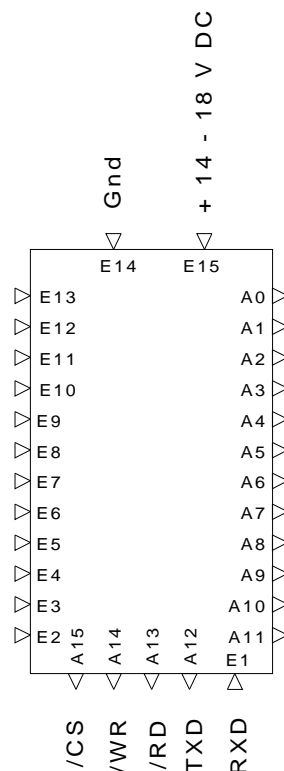 Gnd
+ 14 - 18 V DC
E14 E15
E13 A0
E12 A1
E11 A2
E10 A3
E9 A4
E8 A5
E7 A6
E6 A7
E5 A8
E4 A9
E3 A10
E2 A15 A14 A13 A12 A11
E1
/CS
/WR
/RD
TXD
RXD